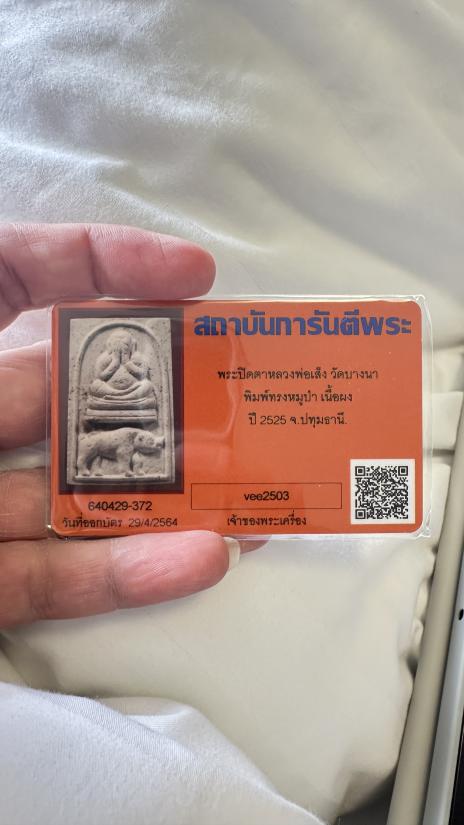 สถาบันการันตีพระ
พระปิดตาหลวงพ่อเส็ง วัดบางนา
พิมพ์ทรงหมูป่า เนื้อผง
ปี 2525 จ.ปทุมธานี.
vee2503
640429-372
วันที่ออกบัตร 29/4/2564
เจ้าของพระเครื่อง